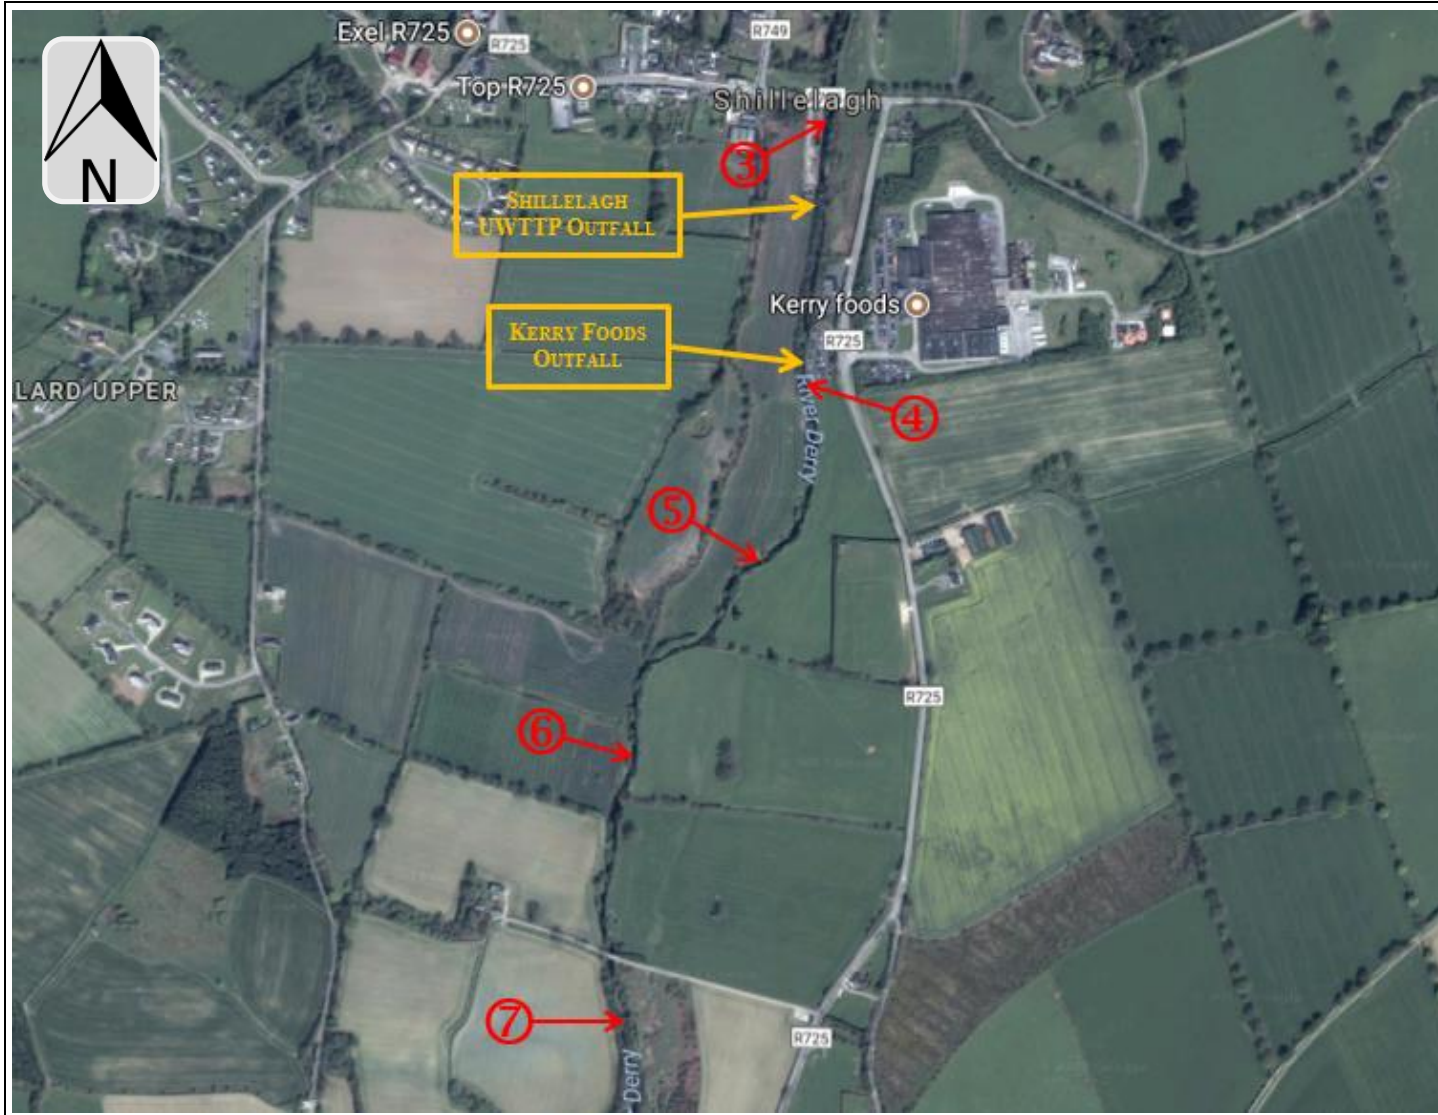 Exel R725
R725
R749
Top R725
Shillelagh
③
SHILLELAGH
UWTTP OUTFALL
Kerry foods
KERRY FOODS
OUTFALL
R725
LARD UPPER
④
River Derry
⑤
R725
⑥
⑦
R725
Derry
N